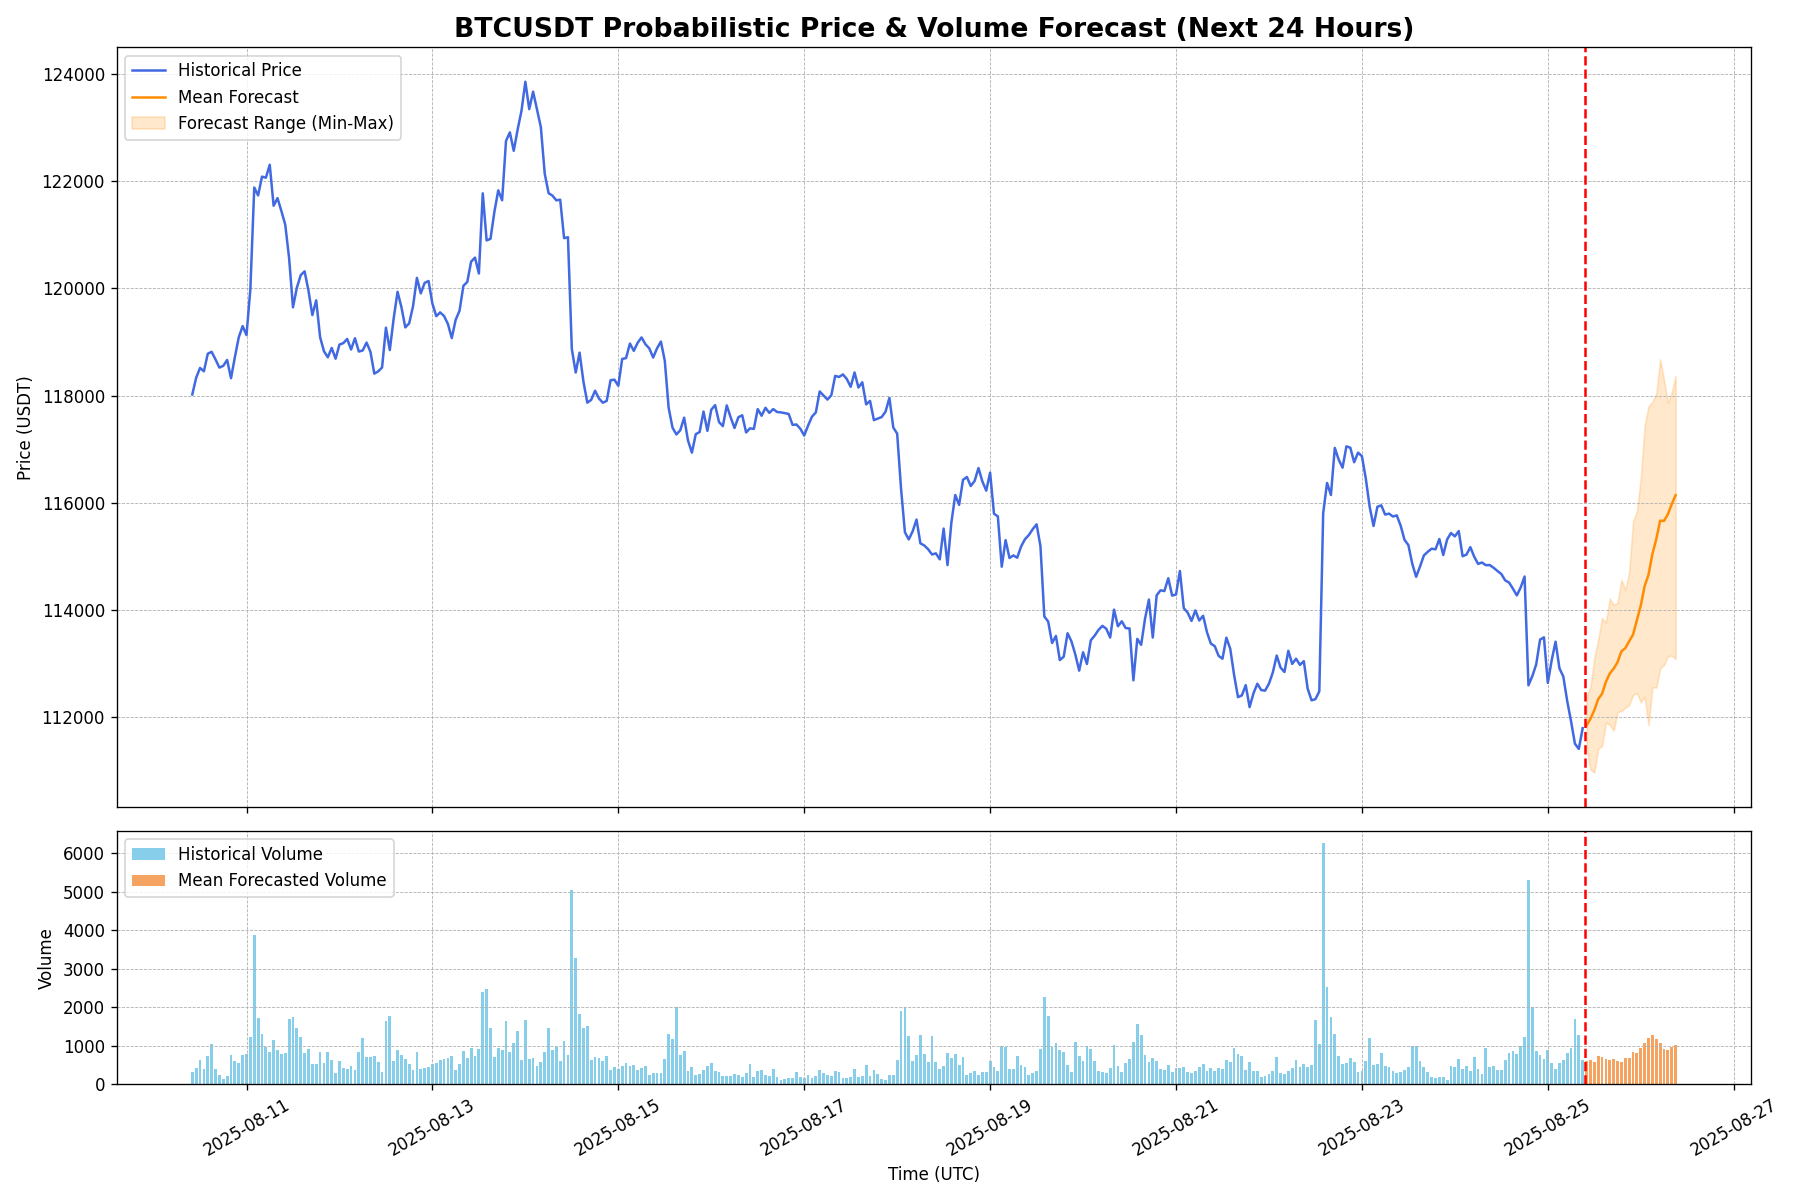 BTCUSDT Probabilistic Price & Volume Forecast (Next 24 Hours)
Historical Price
Mean Forecast
Forecast Range (Min-Max)
Price (USDT)
124000
122000
120000
118000
116000
114000
112000
Historical Volume
Mean Forecasted Volume
Volume
6000
5000
4000
3000
2000
1000
0
2025-08-11
2025-08-13
2025-08-15
2025-08-17
2025-08-19
2025-08-21
2025-08-23
2025-08-25
2025-08-27
Time (UTC)